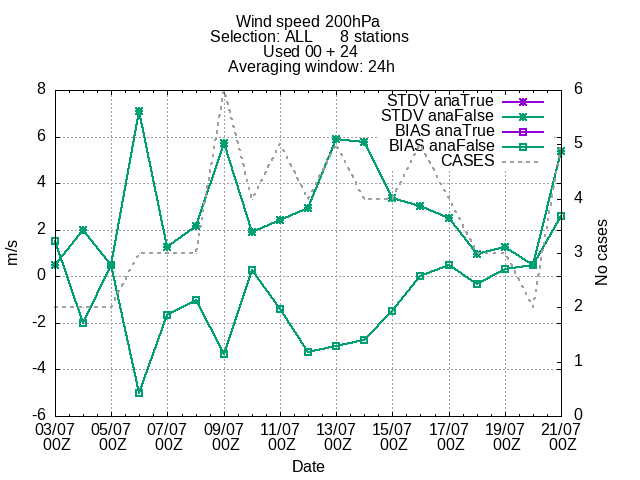 Wind speed 200hPa
Selection: ALL 8 stations
Used 00 + 24
Averaging window: 24h
STDV anaTrue
STDV anaFalse
BIAS anaTrue
BIAS anaFalse
CASES
8
6
4
2
0
-2
-4
-6
m/s
6
5
4
3
2
1
0
No cases
03/07 05/07 07/07 09/07 11/07 13/07 15/07 17/07 19/07 21/07
00Z 00Z 00Z 00Z 00Z 00Z 00Z 00Z 00Z 00Z
Date